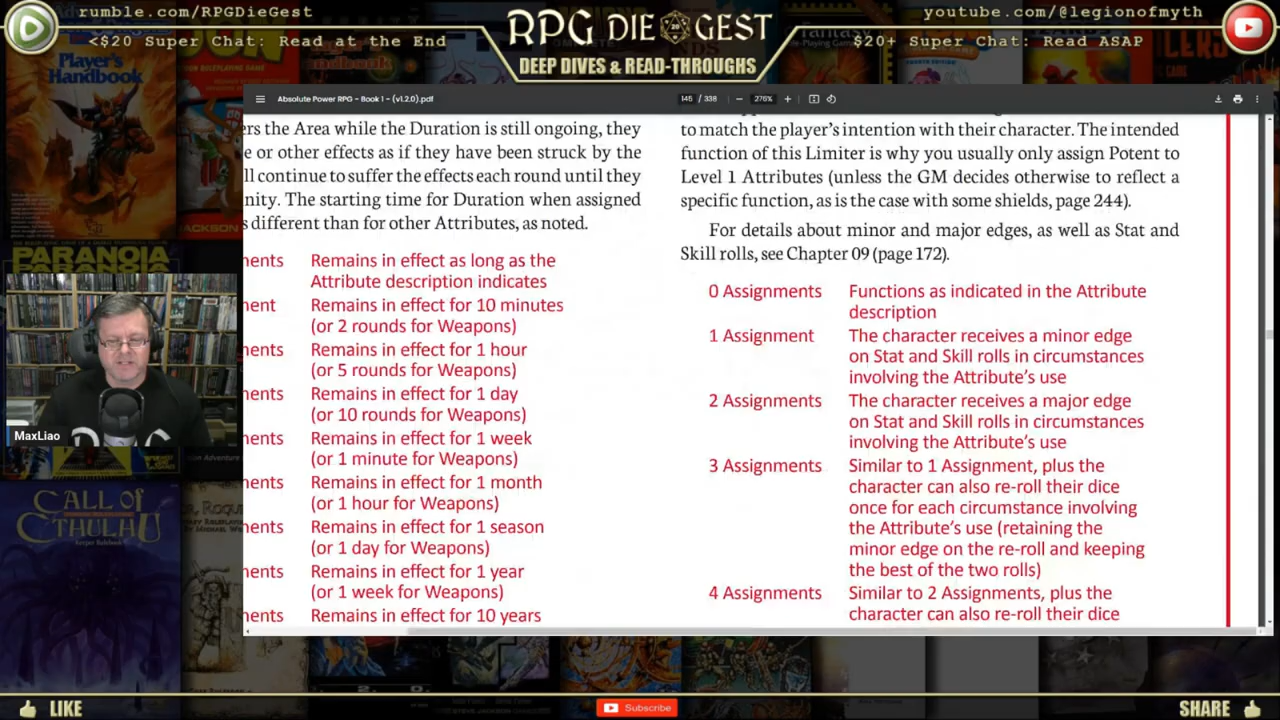 rumble.com/RPGDieGest
<$20 Super Chat: Read at the End
RPG DIE GEST
DEEP DIVES & READ-THROUGHS
youtube.com/@legionofmyth
$20+ Super Chat: Read ASAP
Player's
Handbook
JACKSON
PARANOIA
Fantasy
Absolute Power RPG - Book 1 - (v1.2.0).pdf
145 / 338
276%
ers the Area while the Duration is still ongoing, they
e or other effects as if they have been struck by the
ll continue to suffer the effects each round until they
nity. The starting time for Duration when assigned
s different than for other Attributes, as noted.
ments Remains in effect as long as the
Attribute description indicates
ment Remains in effect for 10 minutes
(or 2 rounds for Weapons)
ments Remains in effect for 1 hour
(or 5 rounds for Weapons)
ments Remains in effect for 1 day
(or 10 rounds for Weapons)
ments Remains in effect for 1 week
(or 1 minute for Weapons)
ments Remains in effect for 1 month
(or 1 hour for Weapons)
ments Remains in effect for 1 season
(or 1 day for Weapons)
ments Remains in effect for 1 year
(or 1 week for Weapons)
ments Remains in effect for 10 years
to match the player's intention with their character. The intended
function of this Limiter is why you usually only assign Potent to
Level 1 Attributes (unless the GM decides otherwise to reflect a
specific function, as is the case with some shields, page 244).
For details about minor and major edges, as well as Stat and
Skill rolls, see Chapter 09 (page 172).
0 Assignments Functions as indicated in the Attribute
description
1 Assignment The character receives a minor edge
on Stat and Skill rolls in circumstances
involving the Attribute's use
2 Assignments The character receives a major edge
on Stat and Skill rolls in circumstances
involving the Attribute's use
3 Assignments Similar to 1 Assignment, plus the
character can also re-roll their dice
once for each circumstance involving
the Attribute's use (retaining the
minor edge on the re-roll and keeping
the best of the two rolls)
4 Assignments Similar to 2 Assignments, plus the
character can also re-roll their dice
MaxLiao
CALL OF
CTHULHU
LIKE
Subscribe
SHARE